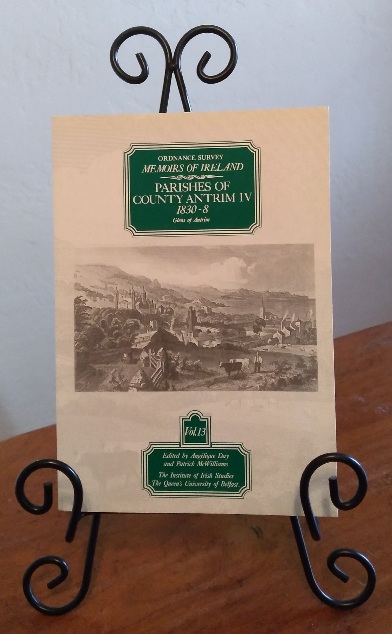 ORDNANCE SURVEY
MEMOIRS OF IRELAND
PARISHES OF
COUNTY ANTRIM IV
1830-8
Glens of Antrim
Vol. 13
Edited by Angélique Day
and Patrick McWilliams
The Institute of Irish Studies
The Queen's University of Belfast